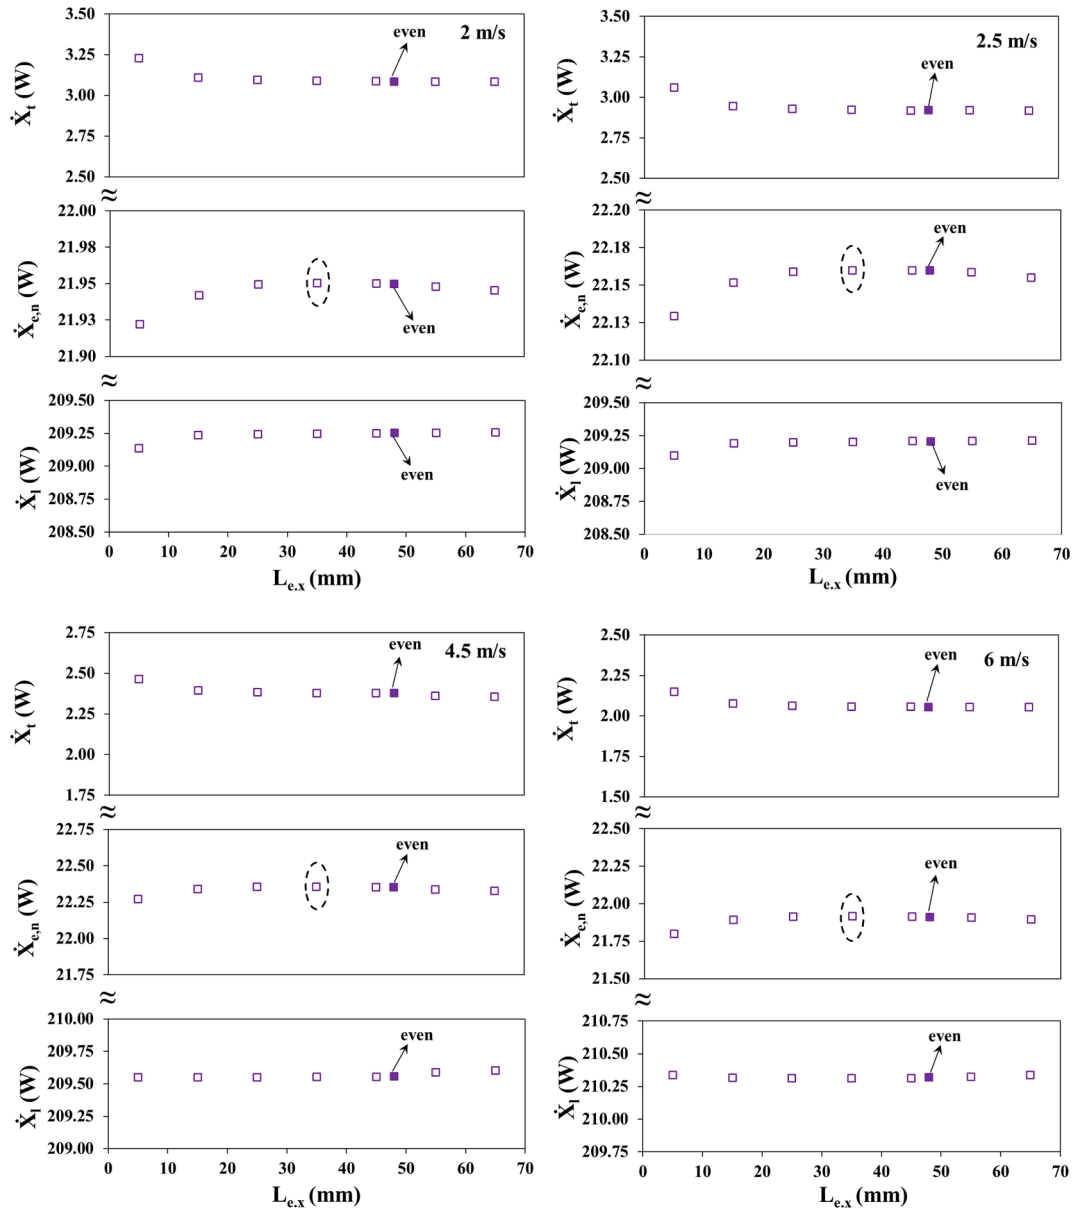 2 m/s
Ẋt (W)
3.50
3.25
3.00
2.75
2.50
even
≈
Ẋe,n (W)
22.00
21.98
21.95
21.93
21.90
even
≈
Ẋl (W)
209.50
209.25
209.00
208.75
208.50
even
0 10 20 30 40 50 60 70
Le.x (mm)
2.5 m/s
Ẋt (W)
3.50
3.25
3.00
2.75
2.50
even
≈
Ẋe,n (W)
22.20
22.18
22.15
22.13
22.10
even
≈
Ẋl (W)
209.50
209.25
209.00
208.75
208.50
even
0 10 20 30 40 50 60 70
Le.x (mm)
4.5 m/s
Ẋt (W)
2.75
2.50
2.25
2.00
1.75
even
≈
Ẋe,n (W)
22.75
22.50
22.25
22.00
21.75
even
≈
Ẋl (W)
210.00
209.75
209.50
209.25
209.00
even
0 10 20 30 40 50 60 70
Le.x (mm)
6 m/s
Ẋt (W)
2.50
2.25
2.00
1.75
1.50
even
≈
Ẋe,n (W)
22.50
22.25
22.00
21.75
21.50
even
≈
Ẋl (W)
210.75
210.50
210.25
210.00
209.75
even
0 10 20 30 40 50 60 70
Le.x (mm)